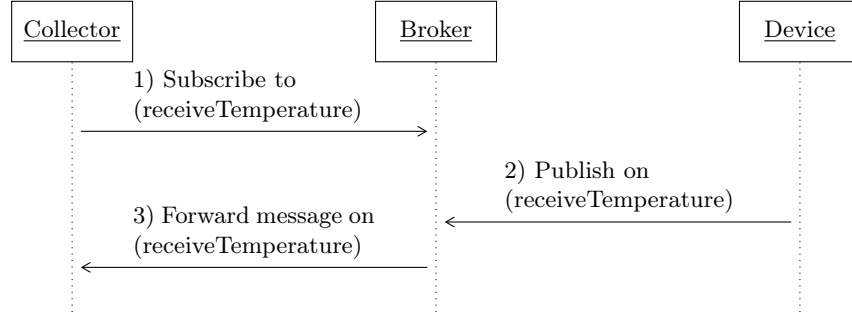 Collector
Broker
Device
1) Subscribe to
(receiveTemperature)
2) Publish on
(receiveTemperature)
3) Forward message on
(receiveTemperature)